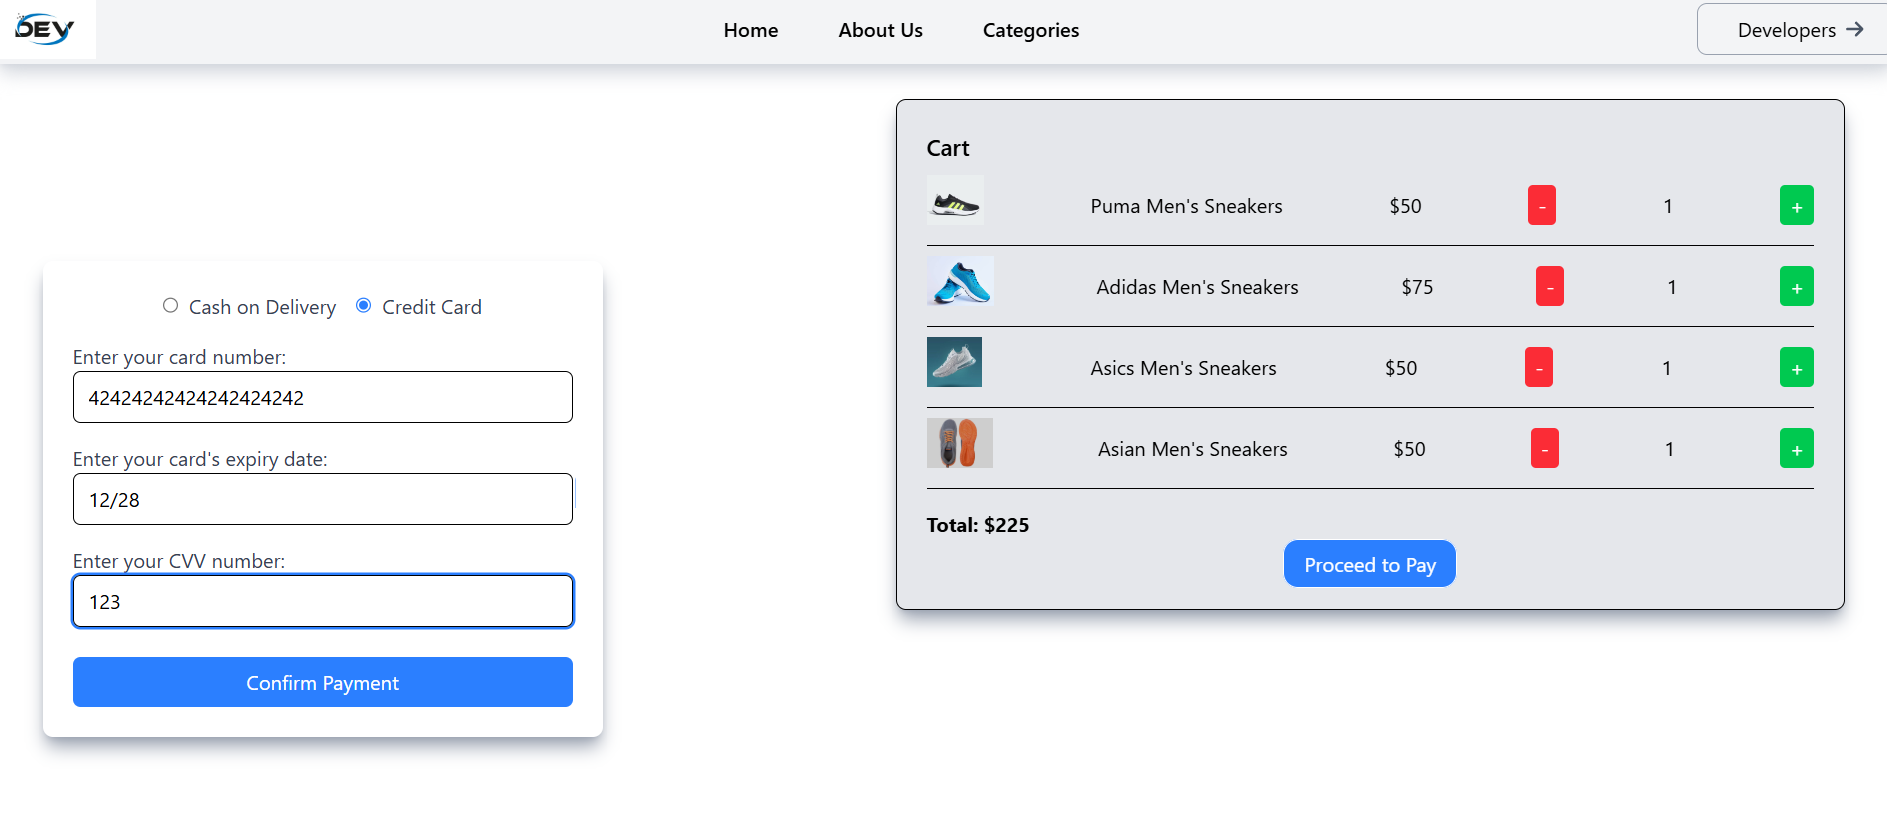 DEV
Home About Us Categories
Developers →
Cash on Delivery Credit Card
Enter your card number:
42424242424242424242
Enter your card's expiry date:
12/28
Enter your CVV number:
123
Confirm Payment
Cart
Puma Men's Sneakers $50 - 1 +
Adidas Men's Sneakers $75 - 1 +
Asics Men's Sneakers $50 - 1 +
Asian Men's Sneakers $50 - 1 +
Total: $225
Proceed to Pay